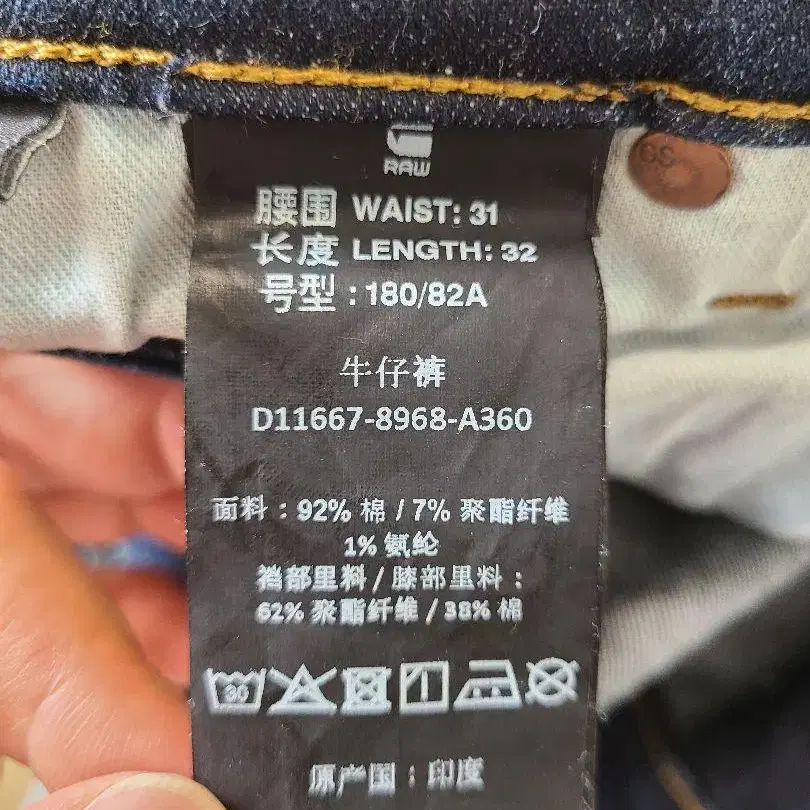 RAW
腰围 WAIST: 31
长度 LENGTH: 32
号型 : 180/82A
牛仔裤
D11667-8968-A360
面料 : 92% 棉 / 7% 聚酯纤维
1% 氨纶
裆部里料 / 膝部里料 :
62% 聚酯纤维 / 38% 棉
30
原产国 : 印度